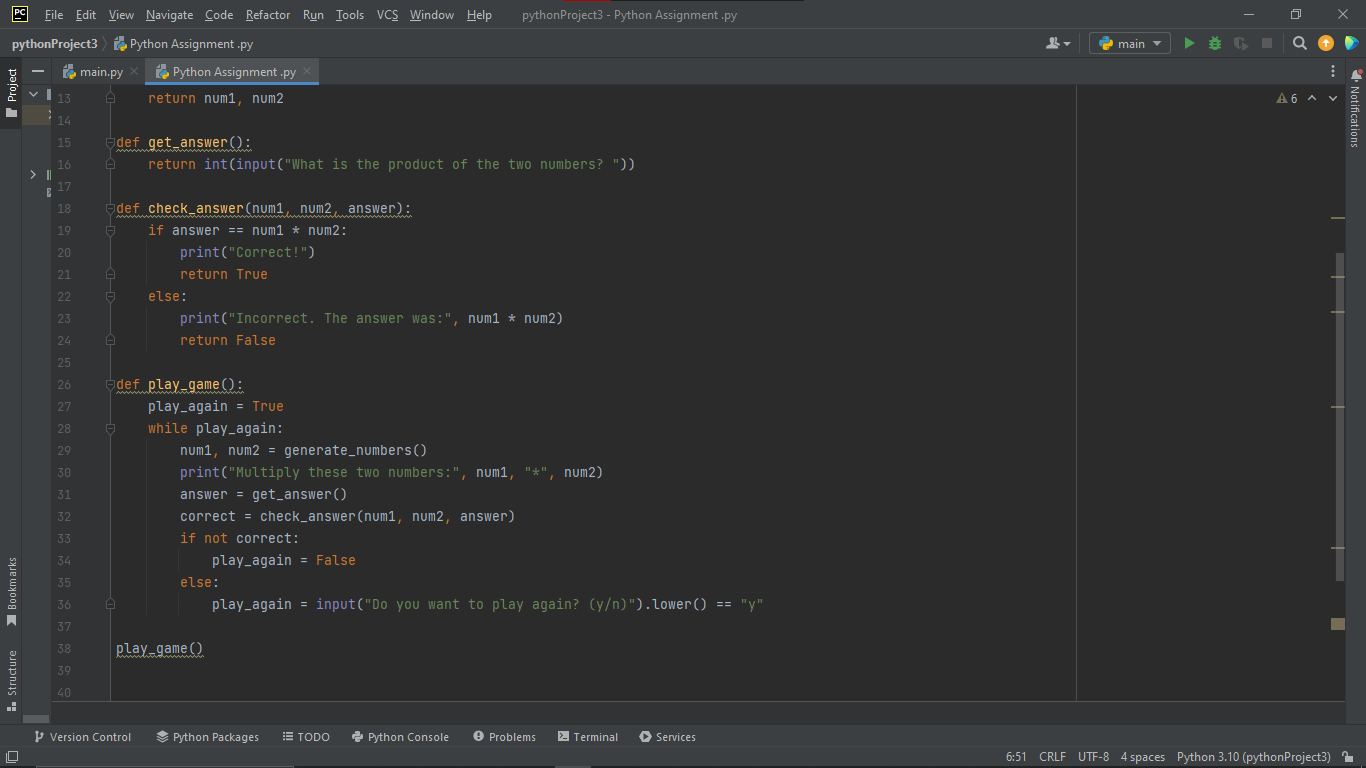 PC File Edit View Navigate Code Refactor Run Tools VCS Window Help pythonProject3 - Python Assignment .py
pythonProject3 Python Assignment .py main
Project
main.py Python Assignment .py
6
Notifications
13     return num1, num2
14
15 def get_answer():
16     return int(input("What is the product of the two numbers? "))
17
18 def check_answer(num1, num2, answer):
19     if answer == num1 * num2:
20         print("Correct!")
21         return True
22     else:
23         print("Incorrect. The answer was:", num1 * num2)
24         return False
25
26 def play_game():
27     play_again = True
28     while play_again:
29         num1, num2 = generate_numbers()
30         print("Multiply these two numbers:", num1, "*", num2)
31         answer = get_answer()
32         correct = check_answer(num1, num2, answer)
33         if not correct:
34             play_again = False
35         else:
36             play_again = input("Do you want to play again? (y/n)").lower() == "y"
37
38 play_game()
39
40
Bookmarks
Structure
Version Control Python Packages TODO Python Console Problems Terminal Services
6:51 CRLF UTF-8 4 spaces Python 3.10 (pythonProject3)